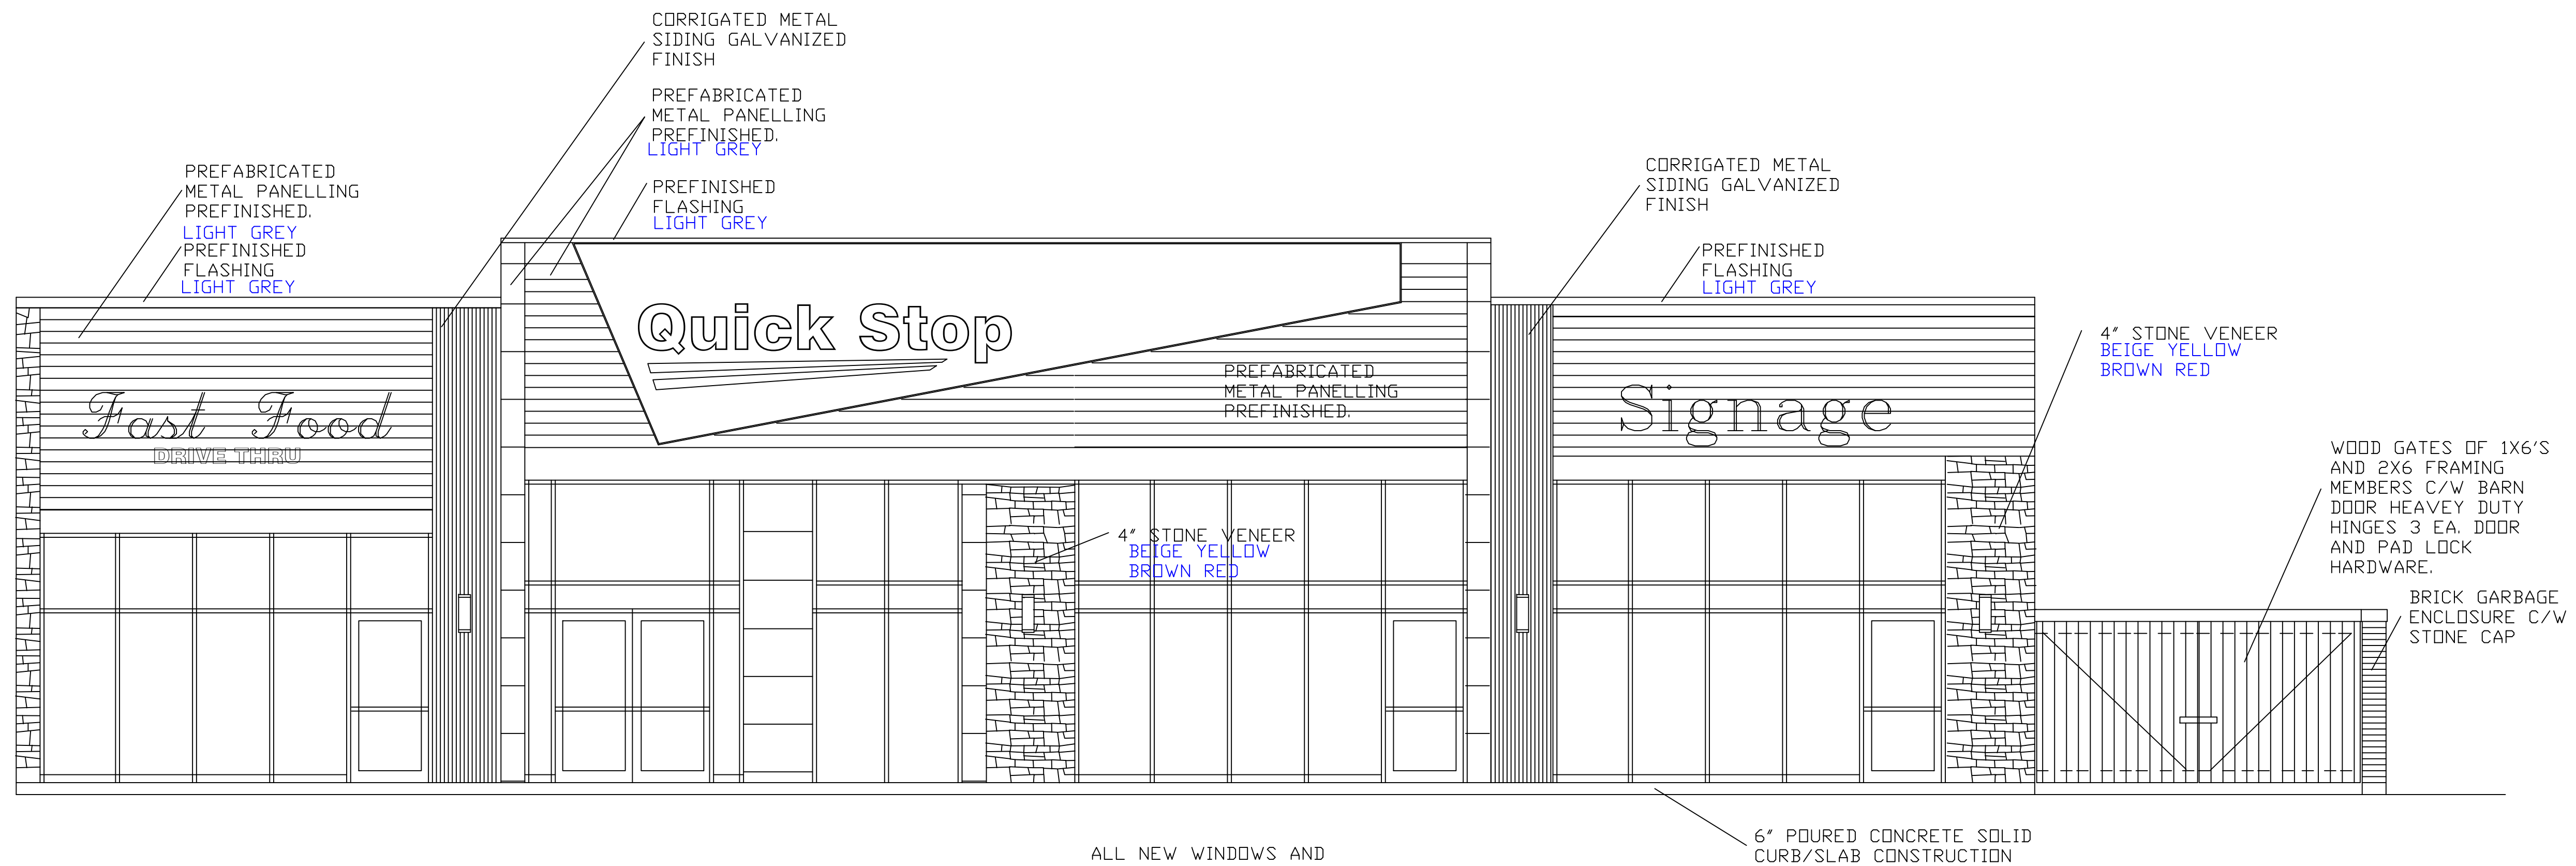 CORRIGATED METAL
SIDING GALVANIZED
FINISH
PREFABRICATED
METAL PANELLING
PREFINISHED.
LIGHT GREY
PREFINISHED
FLASHING
LIGHT GREY
PREFABRICATED
METAL PANELLING
PREFINISHED.
LIGHT GREY
PREFINISHED
FLASHING
LIGHT GREY
CORRIGATED METAL
SIDING GALVANIZED
FINISH
PREFINISHED
FLASHING
LIGHT GREY
Quick Stop
Fast Food
DRIVE THRU
PREFABRICATED
METAL PANELLING
PREFINISHED.
Signage
4" STONE VENEER
BEIGE YELLOW
BROWN RED
4" STONE VENEER
BEIGE YELLOW
BROWN RED
WOOD GATES OF 1X6'S
AND 2X6 FRAMING
MEMBERS C/W BARN
DOOR HEAVEY DUTY
HINGES 3 EA. DOOR
AND PAD LOCK
HARDWARE.
BRICK GARBAGE
ENCLOSURE C/W
STONE CAP
6" POURED CONCRETE SOLID
CURB/SLAB CONSTRUCTION
ALL NEW WINDOWS AND